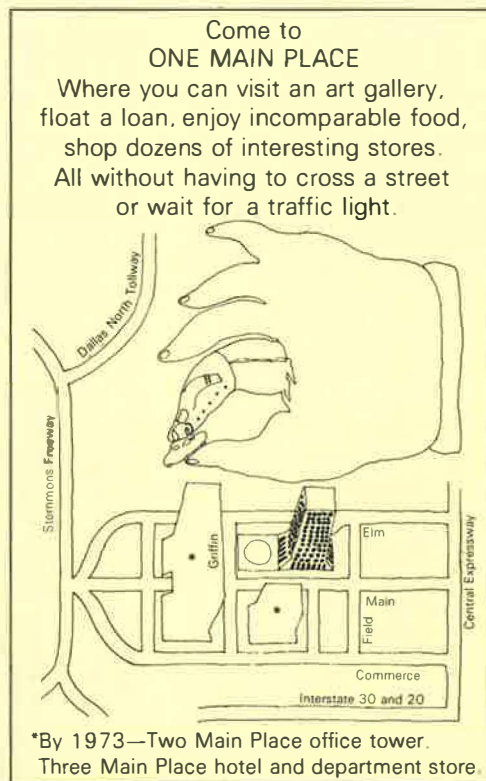 Come to
ONE MAIN PLACE
Where you can visit an art gallery,
float a loan, enjoy incomparable food,
shop dozens of interesting stores.
All without having to cross a street
or wait for a traffic light.
Dallas North Tollway
Stemmons Freeway
Griffin
Elm
Main
Field
Central Expressway
Commerce
Interstate 30 and 20
*By 1973—Two Main Place office tower.
Three Main Place hotel and department store.